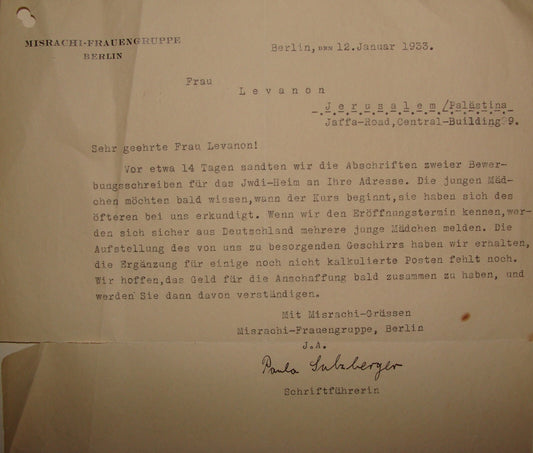 MISRACHI-FRAUENGRUPPE
BERLIN
Berlin, DEN 12.Januar 1933.
Frau
Levanon
Jerusalem/Palästina
Jaffa-Road,Central-Building 9.
Sehr geehrte Frau Levanon!
Vor etwa 14 Tagen sandten wir die Abschriften zweier Bewer-
bungsschreiben für das Jwdi-Heim an Ihre Adresse. Die jungen Mäd-
chen möchten bald wissen,wann der Kurs beginnt,sie haben sich des
öfteren bei uns erkundigt. Wenn wir den Eröffnungstermin kennen,wer-
den sich sicher aus Deutschland mehrere junge Mädchen melden. Die
Aufstellung des von uns zu besorgenden Geschirrs haben wir erhalten,
die Ergänzung für einige noch nicht kalkulierte Posten fehlt noch.
Wir hoffen,das Geld für die Anschaffung bald zusammen zu haben, und
werden Sie dann davon verständigen.
Mit Misrachi-Grüssen
Misrachi-Frauengruppe, Berlin
J.A.
Paula Sulzberger
Schriftführerin